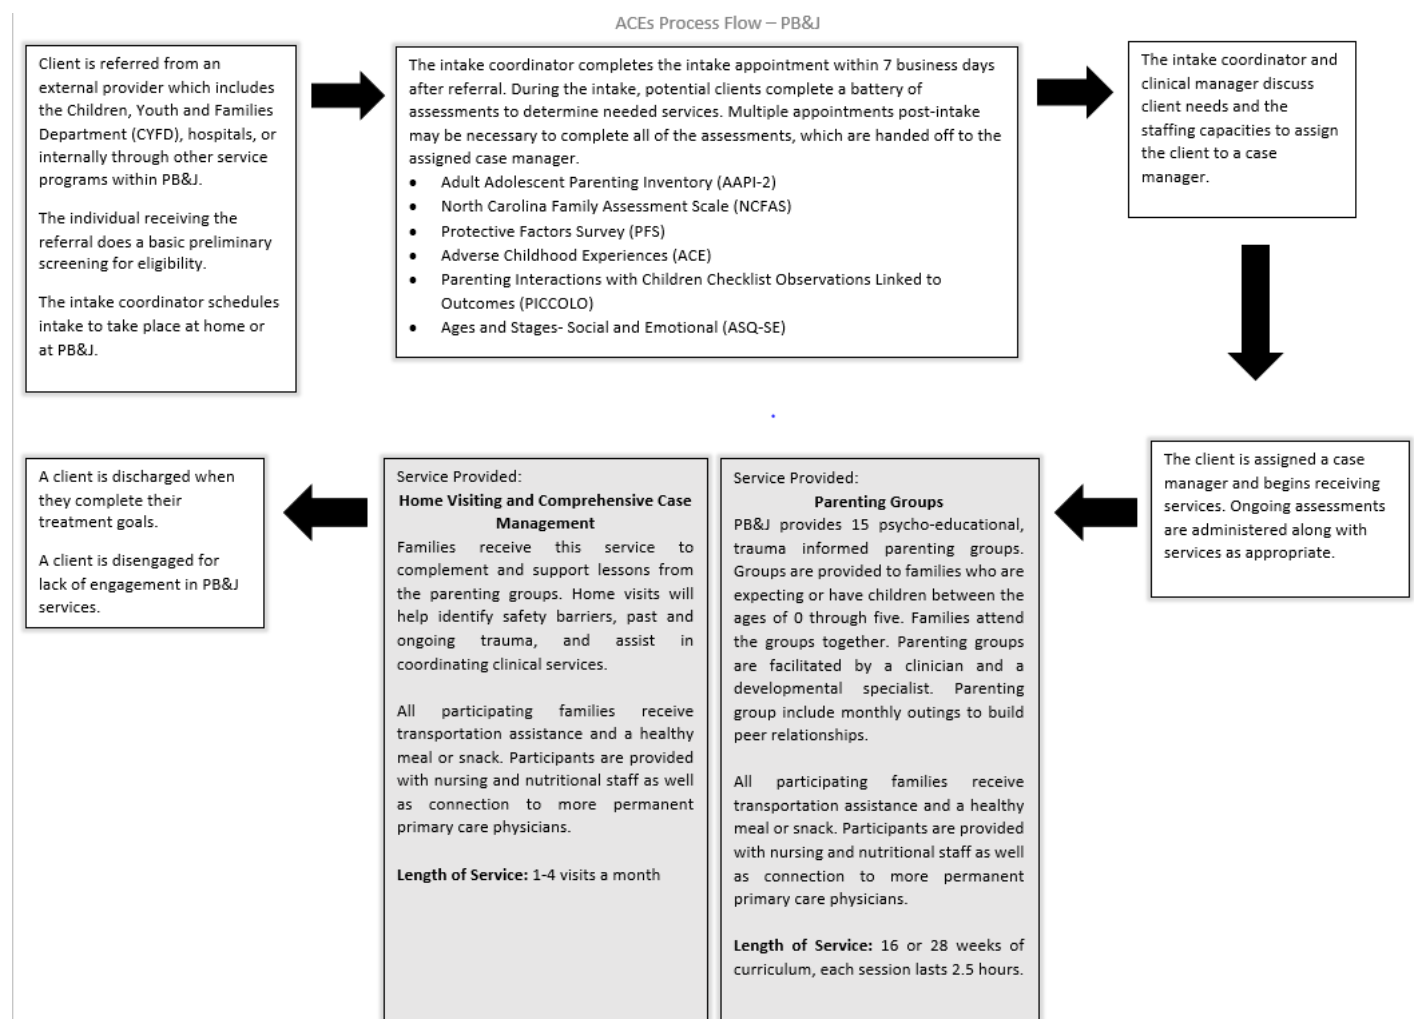 ACEs Process Flow – PB&J
Client is referred from an
external provider which includes
the Children, Youth and Families
Department (CYFD), hospitals, or
internally through other service
programs within PB&J.
The individual receiving the
referral does a basic preliminary
screening for eligibility.
The intake coordinator schedules
intake to take place at home or
at PB&J.
The intake coordinator completes the intake appointment within 7 business days
after referral. During the intake, potential clients complete a battery of
assessments to determine needed services. Multiple appointments post-intake
may be necessary to complete all of the assessments, which are handed off to the
assigned case manager.
• Adult Adolescent Parenting Inventory (AAPI-2)
• North Carolina Family Assessment Scale (NCFAS)
• Protective Factors Survey (PFS)
• Adverse Childhood Experiences (ACE)
• Parenting Interactions with Children Checklist Observations Linked to
Outcomes (PICCOLO)
• Ages and Stages- Social and Emotional (ASQ-SE)
The intake coordinator and
clinical manager discuss
client needs and the
staffing capacities to assign
the client to a case
manager.
The client is assigned a case
manager and begins receiving
services. Ongoing assessments
are administered along with
services as appropriate.
Service Provided:
Parenting Groups
PB&J provides 15 psycho-educational,
trauma informed parenting groups.
Groups are provided to families who are
expecting or have children between the
ages of 0 through five. Families attend
the groups together. Parenting groups
are facilitated by a clinician and a
developmental specialist. Parenting
group include monthly outings to build
peer relationships.
All participating families receive
transportation assistance and a healthy
meal or snack. Participants are provided
with nursing and nutritional staff as well
as connection to more permanent
primary care physicians.
Length of Service: 16 or 28 weeks of
curriculum, each session lasts 2.5 hours.
Service Provided:
Home Visiting and Comprehensive Case
Management
Families receive this service to
complement and support lessons from
the parenting groups. Home visits will
help identify safety barriers, past and
ongoing trauma, and assist in
coordinating clinical services.
All participating families receive
transportation assistance and a healthy
meal or snack. Participants are provided
with nursing and nutritional staff as well
as connection to more permanent
primary care physicians.
Length of Service: 1-4 visits a month
A client is discharged when
they complete their
treatment goals.
A client is disengaged for
lack of engagement in PB&J
services.